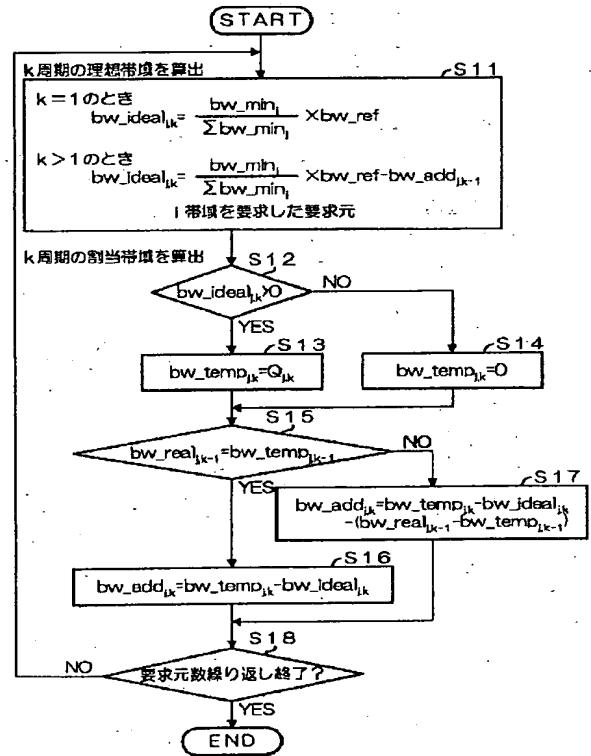 START
k周期の理想帯域を算出
S11
k=1のとき
bw_ideal_i,k = bw_min_i / Σbw_min_i ×bw_ref
k>1のとき
bw_ideal_i,k = bw_min_i / Σbw_min_i ×bw_ref-bw_add_i,k-1
i 帯域を要求した要求元
k周期の割当帯域を算出
S12
bw_ideal_i,k>0
NO
YES
S13
bw_temp_i,k=Q_i,k
S14
bw_temp_i,k=0
S15
bw_real_i,k-1=bw_temp_i,k-1
NO
YES
S17
bw_add_i,k=bw_temp_i,k-bw_ideal_i,k
-(bw_real_i,k-1-bw_temp_i,k-1)
S16
bw_add_i,k=bw_temp_i,k-bw_ideal_i,k
S18
NO
要求元数繰り返し終了?
YES
END